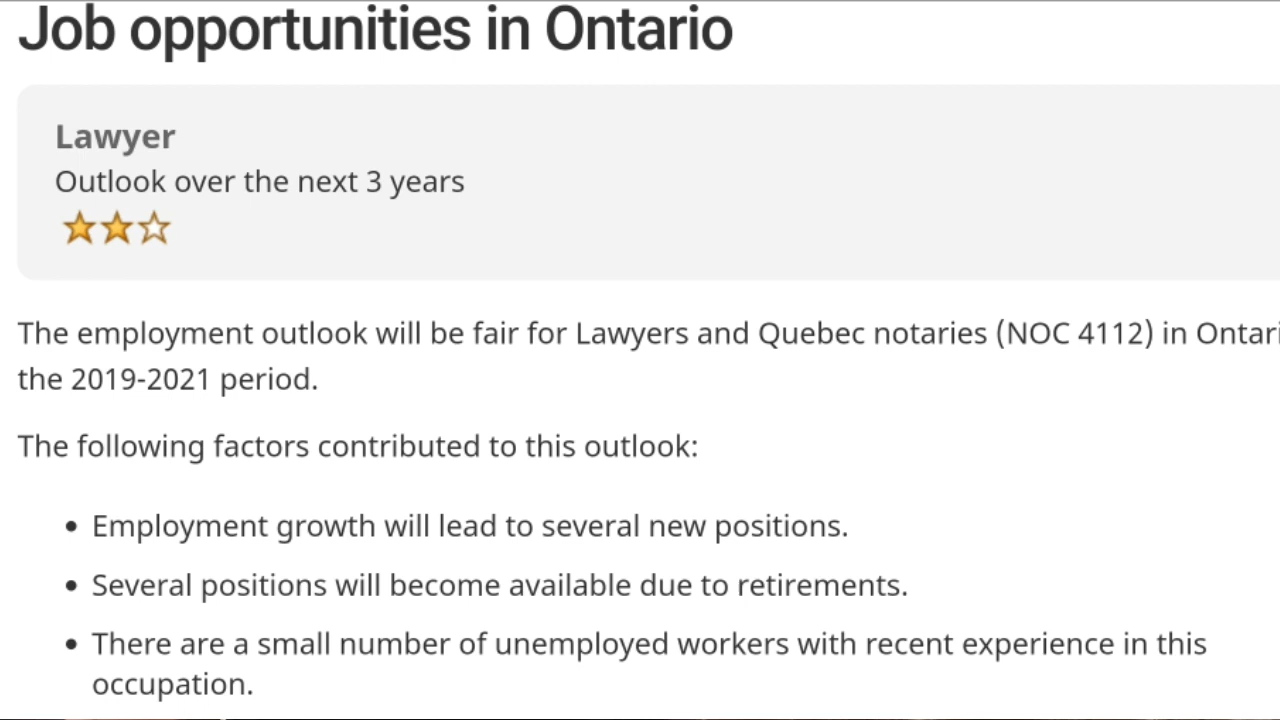 Job opportunities in Ontario
Lawyer
Outlook over the next 3 years
The employment outlook will be fair for Lawyers and Quebec notaries (NOC 4112) in Ontari
the 2019-2021 period.
The following factors contributed to this outlook:
• Employment growth will lead to several new positions.
• Several positions will become available due to retirements.
• There are a small number of unemployed workers with recent experience in this
occupation.